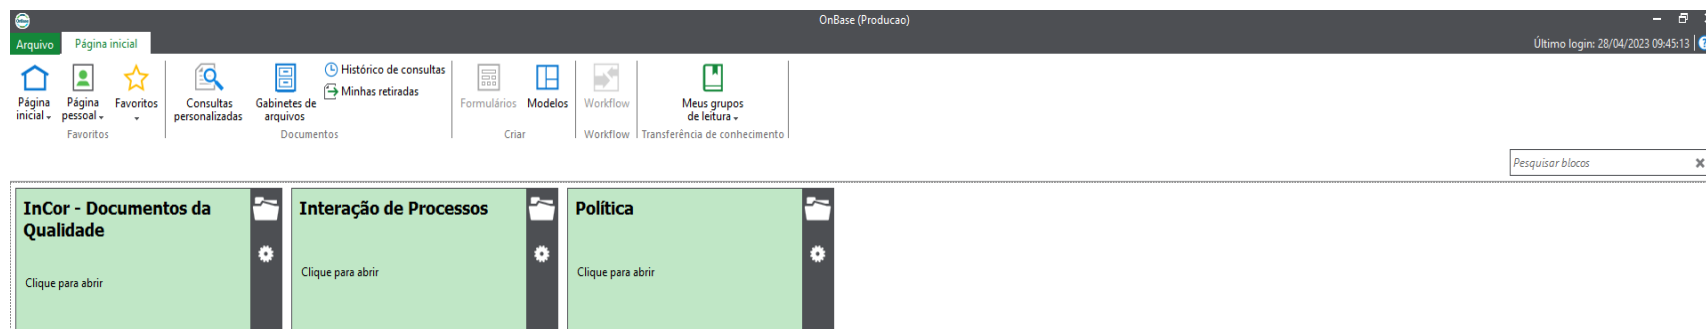 OnBase (Producao)
Arquivo
Página inicial
Último login: 28/04/2023 09:45:13
Página inicial
Página pessoal
Favoritos
Favoritos
Consultas personalizadas
Gabinetes de arquivos
Histórico de consultas
Minhas retiradas
Documentos
Formulários
Modelos
Criar
Workflow
Workflow
Meus grupos de leitura
Transferência de conhecimento
Pesquisar blocos
InCor - Documentos da
Qualidade
Clique para abrir
Interação de Processos
Clique para abrir
Política
Clique para abrir